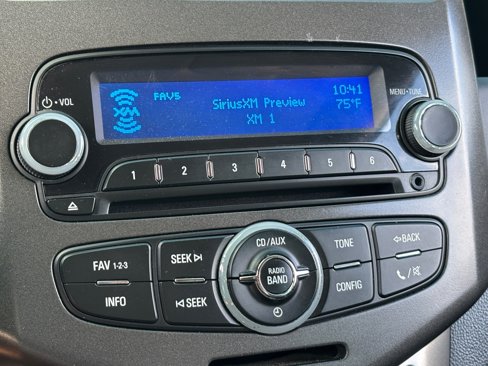 FAV5
10:41
SiriusXM Preview
75°F
XM
XM 1
VOL
MENU•TUNE
1 2 3 4 5 6
CD/AUX
FAV 1-2-3
SEEK
TONE
BACK
RADIO
BAND
INFO
SEEK
CONFIG